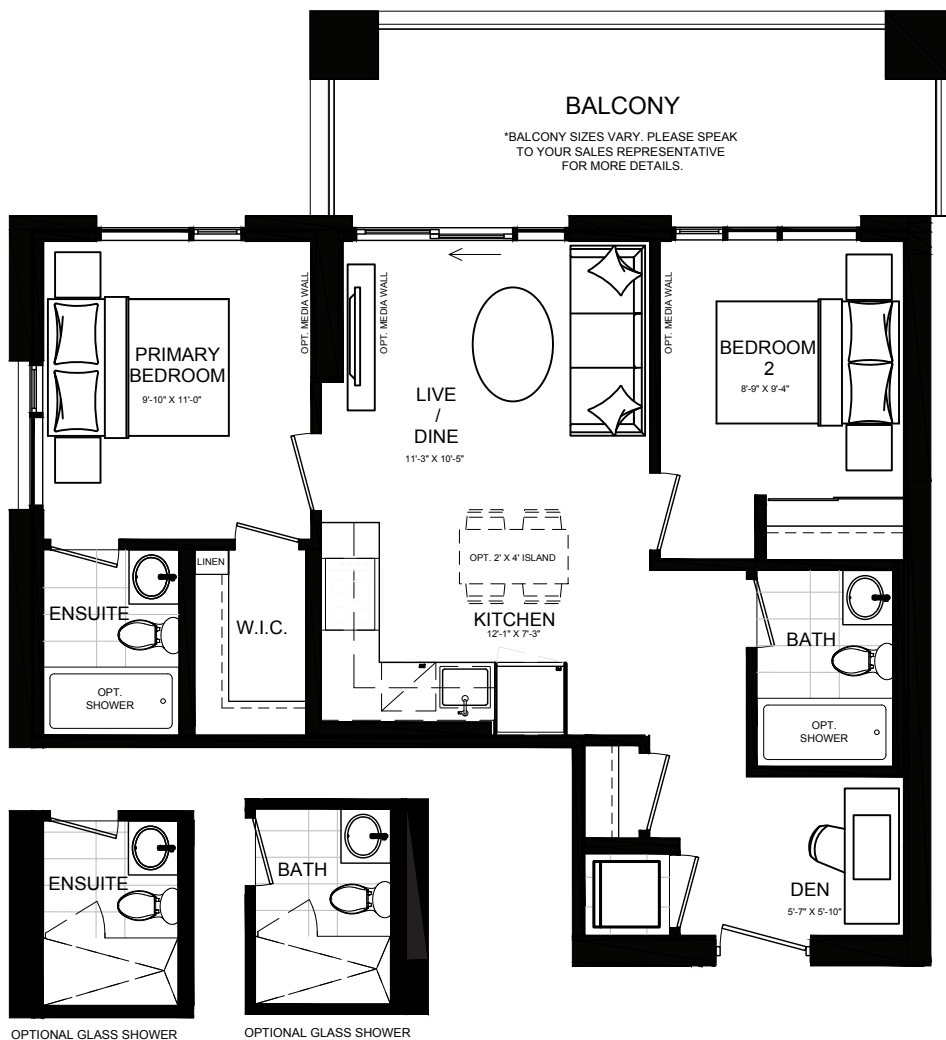 BALCONY
*BALCONY SIZES VARY. PLEASE SPEAK
TO YOUR SALES REPRESENTATIVE
FOR MORE DETAILS.
OPT. MEDIA WALL
OPT. MEDIA WALL
OPT. MEDIA WALL
PRIMARY
BEDROOM
9'-10" X 11'-0"
LIVE
/
DINE
11'-3" X 10'-5"
BEDROOM
2
8'-9" X 9'-4"
LINEN
OPT. 2' X 4' ISLAND
ENSUITE
W.I.C.
KITCHEN
12'-1" X 7'-3"
BATH
OPT.
SHOWER
OPT.
SHOWER
ENSUITE
BATH
DEN
5'-7" X 5'-10"
OPTIONAL GLASS SHOWER
OPTIONAL GLASS SHOWER